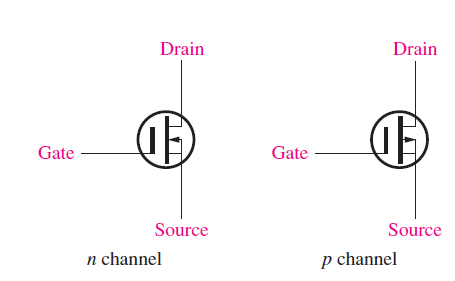 Drain
Drain
Gate
Gate
Source
Source
n channel
p channel